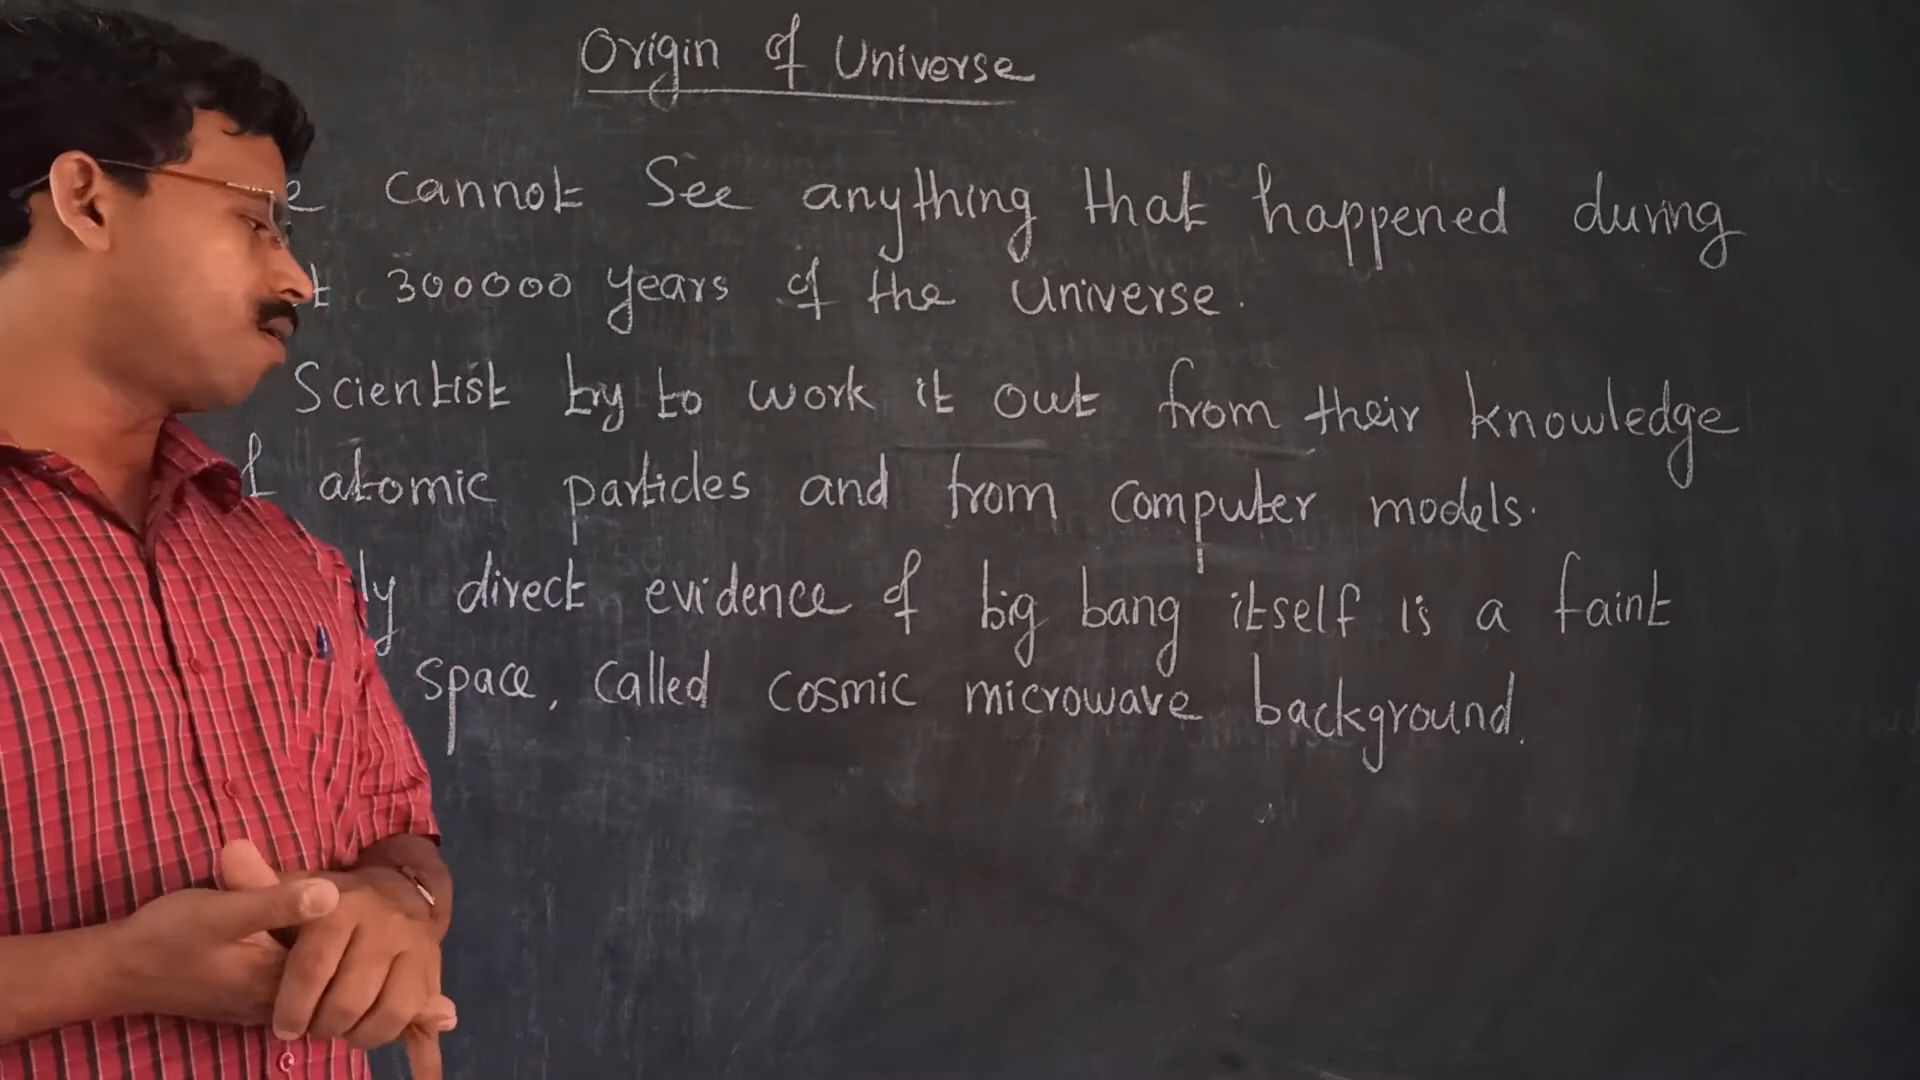 Origin of Universe
cannot See anything that happened during
300000 years of the Universe.
Scientist try to work it out from their knowledge
atomic particles and from computer models.
direct evidence of big bang itself is a faint
space, called cosmic microwave background.